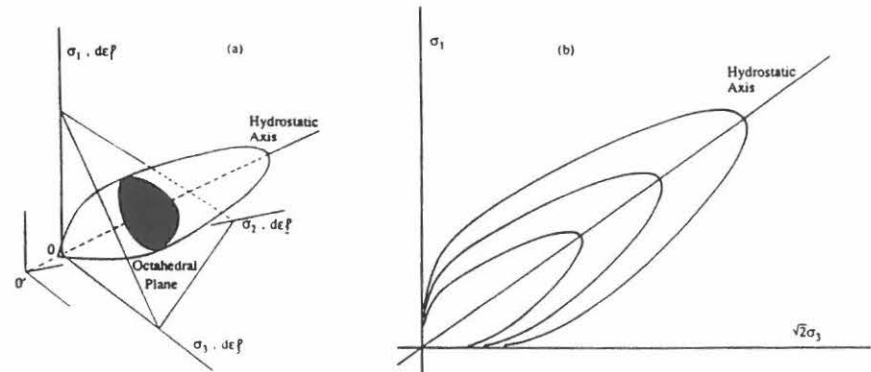 σ₁ , dε₁ᵖ
(a)
Hydrostatic
Axis
σ₂ , dε₂ᵖ
0
Octahedral
Plane
0'
σ₃ , dε₃ᵖ
σ₁
(b)
Hydrostatic
Axis
√2σ₃